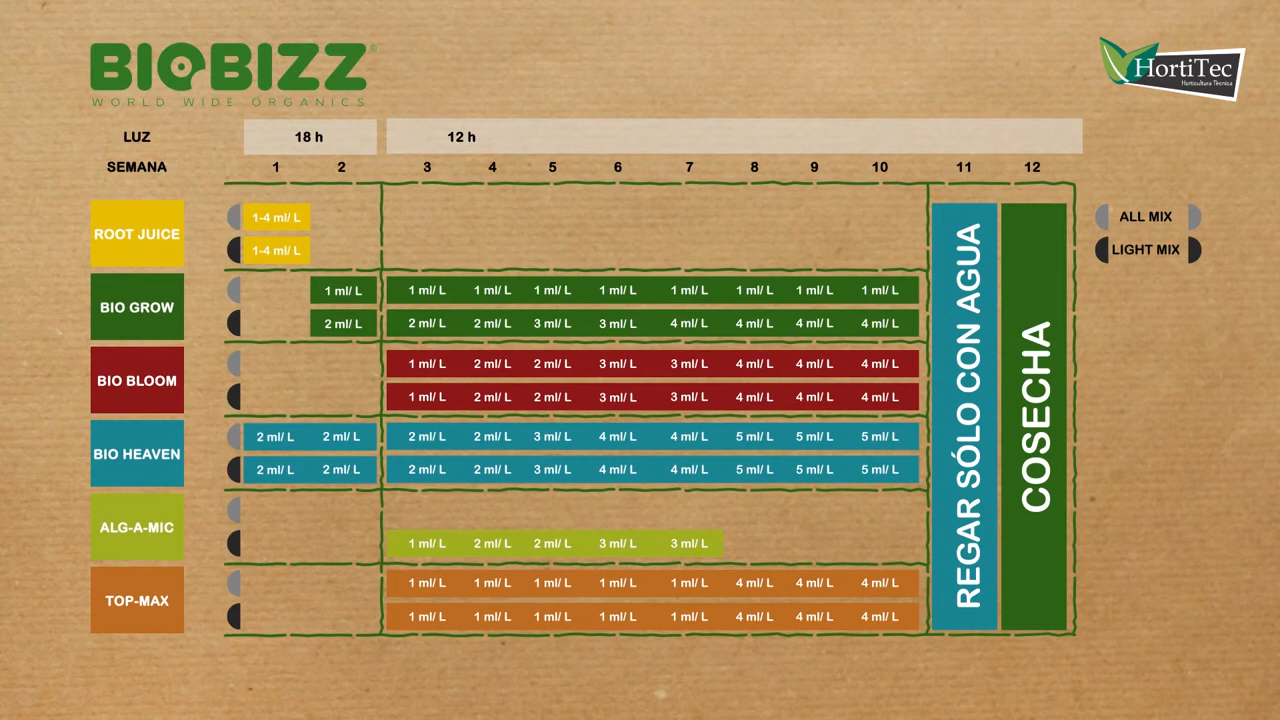 BIOBIZZ®
WORLD WIDE ORGANICS
HortiTec
Horticultura Técnica
LUZ 18 h 12 h
SEMANA 1 2 3 4 5 6 7 8 9 10 11 12
ROOT JUICE
1-4 ml/ L
1-4 ml/ L
ALL MIX
LIGHT MIX
BIO GROW
1 ml/ L 1 ml/ L 1 ml/ L 1 ml/ L 1 ml/ L 1 ml/ L 1 ml/ L 1 ml/ L 1 ml/ L
2 ml/ L 2 ml/ L 2 ml/ L 3 ml/ L 3 ml/ L 4 ml/ L 4 ml/ L 4 ml/ L 4 ml/ L
BIO BLOOM
1 ml/ L 2 ml/ L 2 ml/ L 3 ml/ L 3 ml/ L 4 ml/ L 4 ml/ L 4 ml/ L
1 ml/ L 2 ml/ L 2 ml/ L 3 ml/ L 3 ml/ L 4 ml/ L 4 ml/ L 4 ml/ L
BIO HEAVEN
2 ml/ L 2 ml/ L 2 ml/ L 2 ml/ L 3 ml/ L 4 ml/ L 4 ml/ L 5 ml/ L 5 ml/ L 5 ml/ L
2 ml/ L 2 ml/ L 2 ml/ L 2 ml/ L 3 ml/ L 4 ml/ L 4 ml/ L 5 ml/ L 5 ml/ L 5 ml/ L
ALG-A-MIC
1 ml/ L 2 ml/ L 2 ml/ L 3 ml/ L 3 ml/ L
TOP-MAX
1 ml/ L 1 ml/ L 1 ml/ L 1 ml/ L 1 ml/ L 4 ml/ L 4 ml/ L 4 ml/ L
1 ml/ L 1 ml/ L 1 ml/ L 1 ml/ L 1 ml/ L 4 ml/ L 4 ml/ L 4 ml/ L
REGAR SÓLO CON AGUA
COSECHA